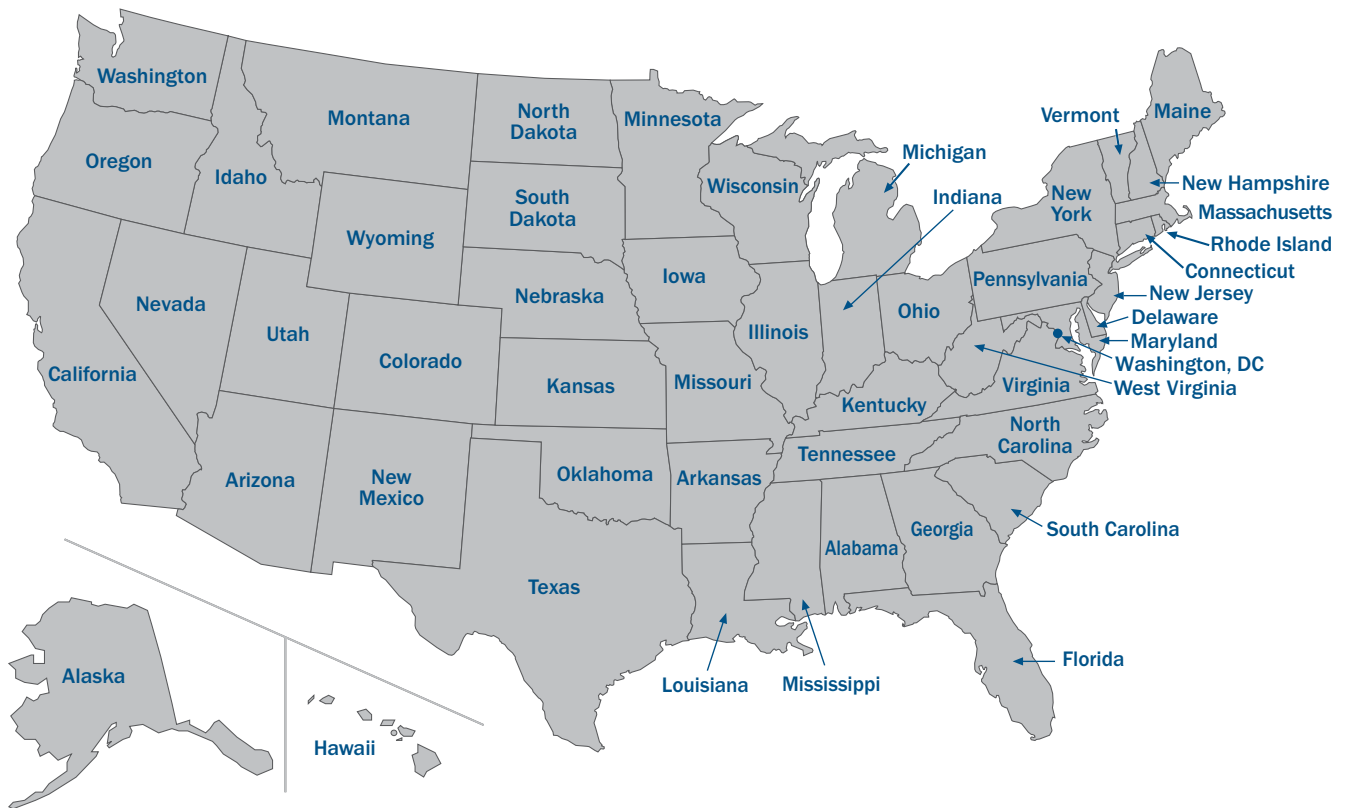 Washington
Oregon
Idaho
Montana
North
Dakota
Minnesota
South
Dakota
Wyoming
Wisconsin
Michigan
Indiana
Vermont
Maine
New
York
New Hampshire
Massachusetts
Rhode Island
Connecticut
New Jersey
Delaware
Maryland
Washington, DC
West Virginia
Nevada
Utah
Colorado
Nebraska
Iowa
Illinois
Ohio
Pennsylvania
California
Kansas
Missouri
Kentucky
Virginia
Arizona
New
Mexico
Oklahoma
Arkansas
Tennessee
North
Carolina
South Carolina
Georgia
Alabama
Texas
Louisiana
Mississippi
Florida
Alaska
Hawaii